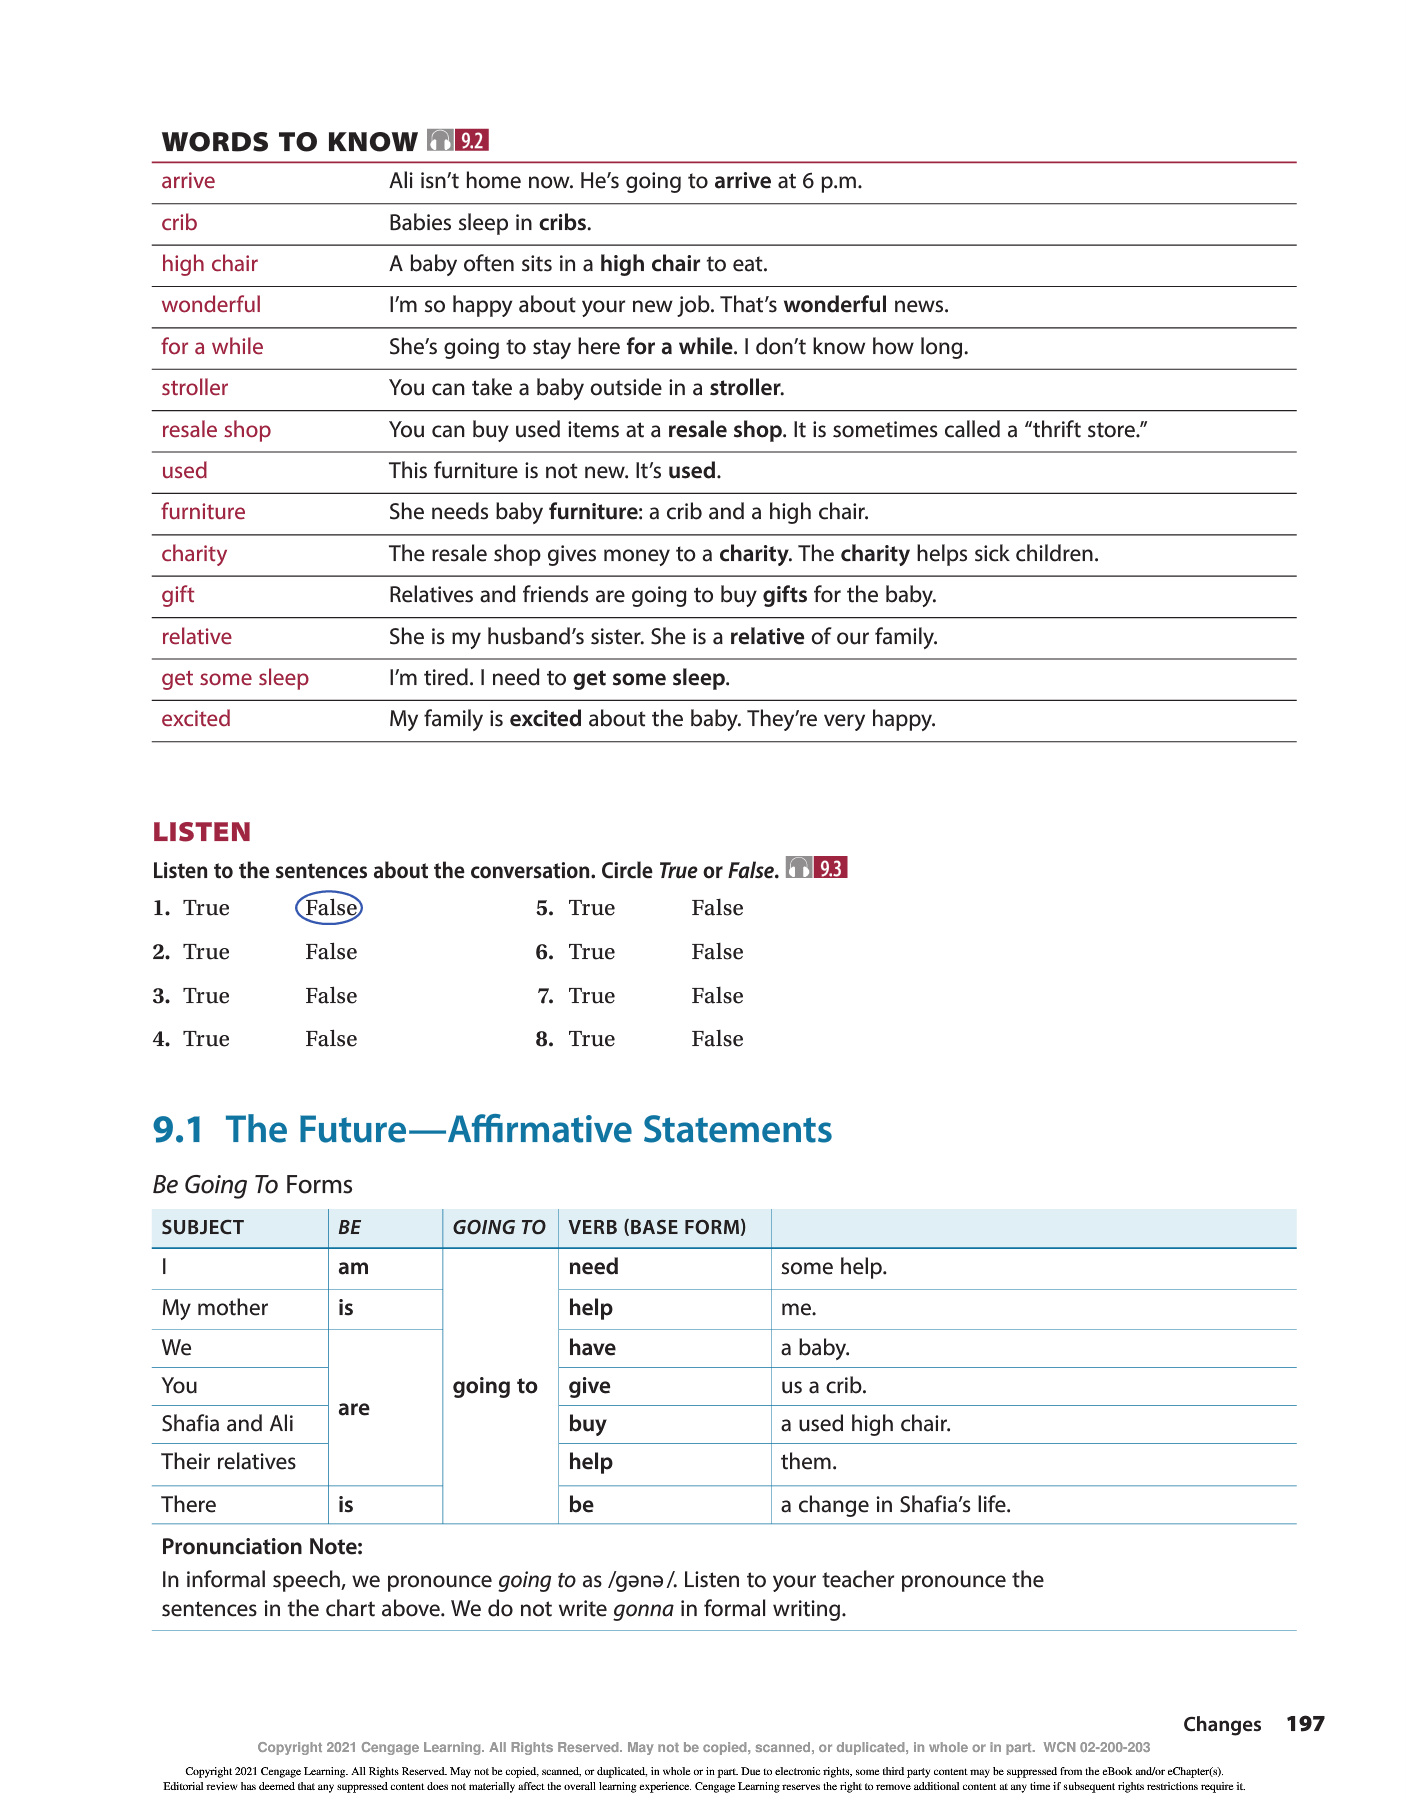 WORDS TO KNOW 9.2
arrive Ali isn’t home now. He’s going to arrive at 6 p.m.
crib Babies sleep in cribs.
high chair A baby often sits in a high chair to eat.
wonderful I’m so happy about your new job. That’s wonderful news.
for a while She’s going to stay here for a while. I don’t know how long.
stroller You can take a baby outside in a stroller.
resale shop You can buy used items at a resale shop. It is sometimes called a “thrift store.”
used This furniture is not new. It’s used.
furniture She needs baby furniture: a crib and a high chair.
charity The resale shop gives money to a charity. The charity helps sick children.
gift Relatives and friends are going to buy gifts for the baby.
relative She is my husband’s sister. She is a relative of our family.
get some sleep I’m tired. I need to get some sleep.
excited My family is excited about the baby. They’re very happy.
LISTEN
Listen to the sentences about the conversation. Circle True or False. 9.3
1. True False 5. True False
2. True False 6. True False
3. True False 7. True False
4. True False 8. True False
9.1 The Future—Affirmative Statements
Be Going To Forms
SUBJECT BE GOING TO VERB (BASE FORM)
I am need some help.
My mother is help me.
We have a baby.
You going to give us a crib.
are
Shafia and Ali buy a used high chair.
Their relatives help them.
There is be a change in Shafia’s life.
Pronunciation Note:
In informal speech, we pronounce going to as /gənə/. Listen to your teacher pronounce the
sentences in the chart above. We do not write gonna in formal writing.
Changes 197
Copyright 2021 Cengage Learning. All Rights Reserved. May not be copied, scanned, or duplicated, in whole or in part. WCN 02-200-203
Copyright 2021 Cengage Learning. All Rights Reserved. May not be copied, scanned, or duplicated, in whole or in part. Due to electronic rights, some third party content may be suppressed from the eBook and/or eChapter(s).
Editorial review has deemed that any suppressed content does not materially affect the overall learning experience. Cengage Learning reserves the right to remove additional content at any time if subsequent rights restrictions require it.